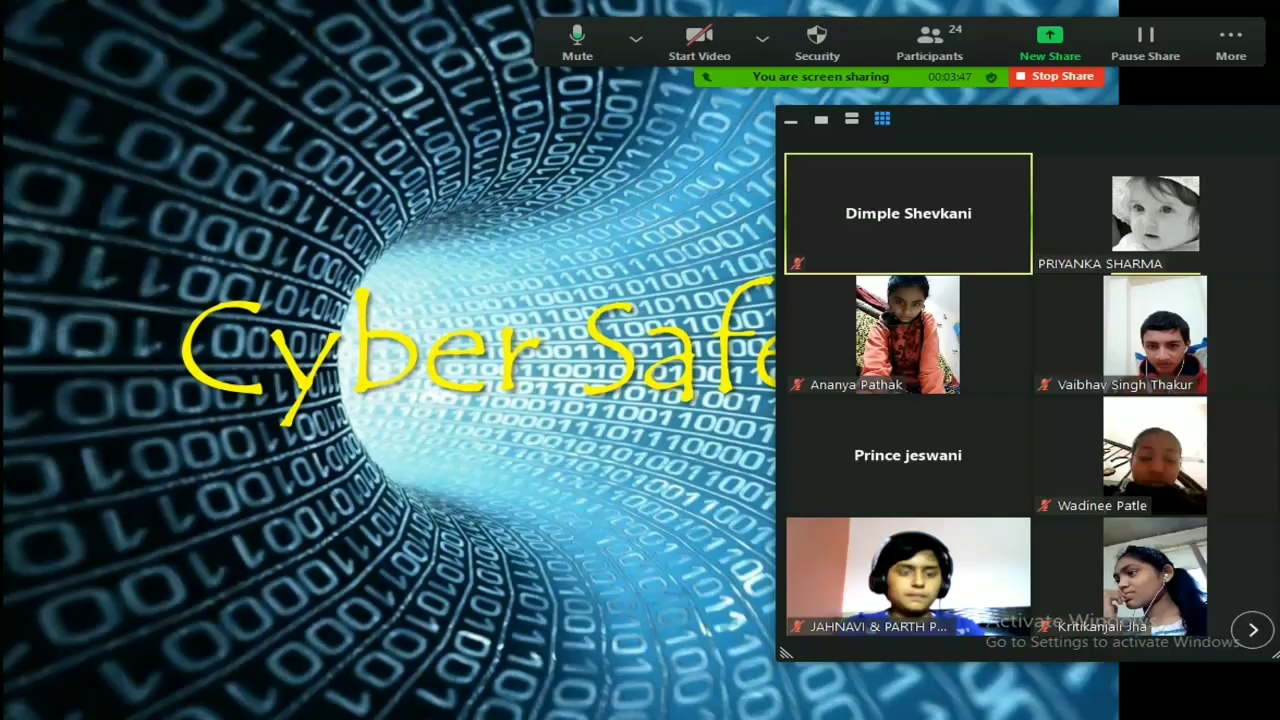 24
Mute
Start Video
Security
Participants
New Share
Pause Share
More
You are screen sharing
00:03:47
Stop Share
Cyber Safe
Dimple Shevkani
PRIYANKA SHARMA
Ananya Pathak
Vaibhav Singh Thakur
Prince jeswani
Wadinee Patle
JAHNAVI & PARTH P...
Kritikanjali Jha
Activate Windows
Go to Settings to activate Windows.